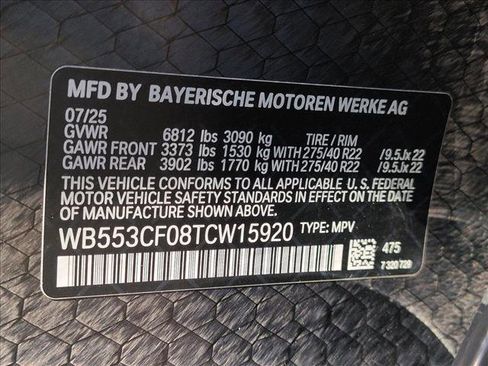 MFD BY BAYERISCHE MOTOREN WERKE AG
07/25
GVWR 6812 lbs 3090 kg TIRE / RIM
GAWR FRONT 3373 lbs 1530 kg WITH 275/40 R22 /9.5Jx22
GAWR REAR 3902 lbs 1770 kg WITH 275/40 R22 /9.5Jx22
THIS VEHICLE CONFORMS TO ALL APPLICABLE U.S. FEDERAL
MOTOR VEHICLE SAFETY STANDARDS IN EFFECT ON THE DATE OF
MANUFACTURE SHOWN ABOVE.
WB553CF08TCW15920 TYPE: MPV
475
7320728